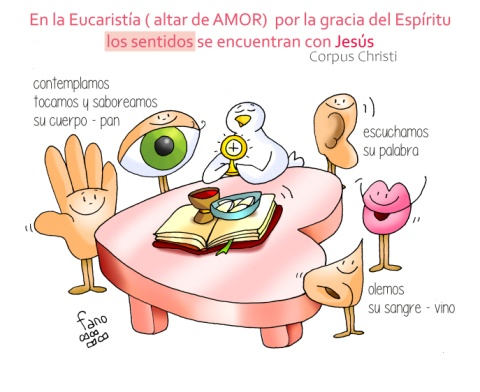 En la Eucaristía ( altar de AMOR)  por la gracia del Espíritu
los sentidos se encuentran con Jesús
Corpus Christi
contemplamos
tocamos y saboreamos
su cuerpo - pan
escuchamos
su palabra
olemos
su sangre - vino
fano